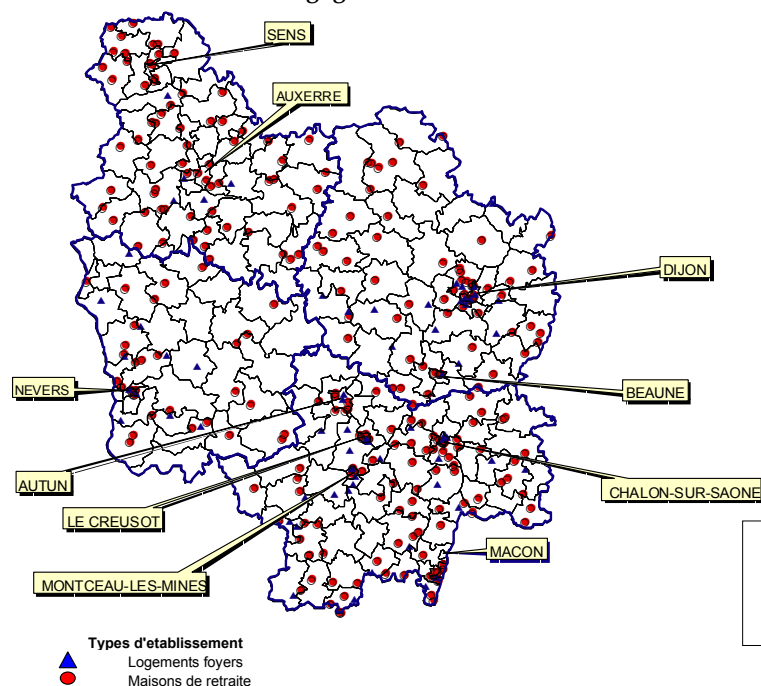 SENS
AUXERRE
DIJON
NEVERS
BEAUNE
AUTUN
CHALON-SUR-SAONE
LE CREUSOT
MACON
MONTCEAU-LES-MINES
Types d'etablissement
Logements foyers
Maisons de retraite